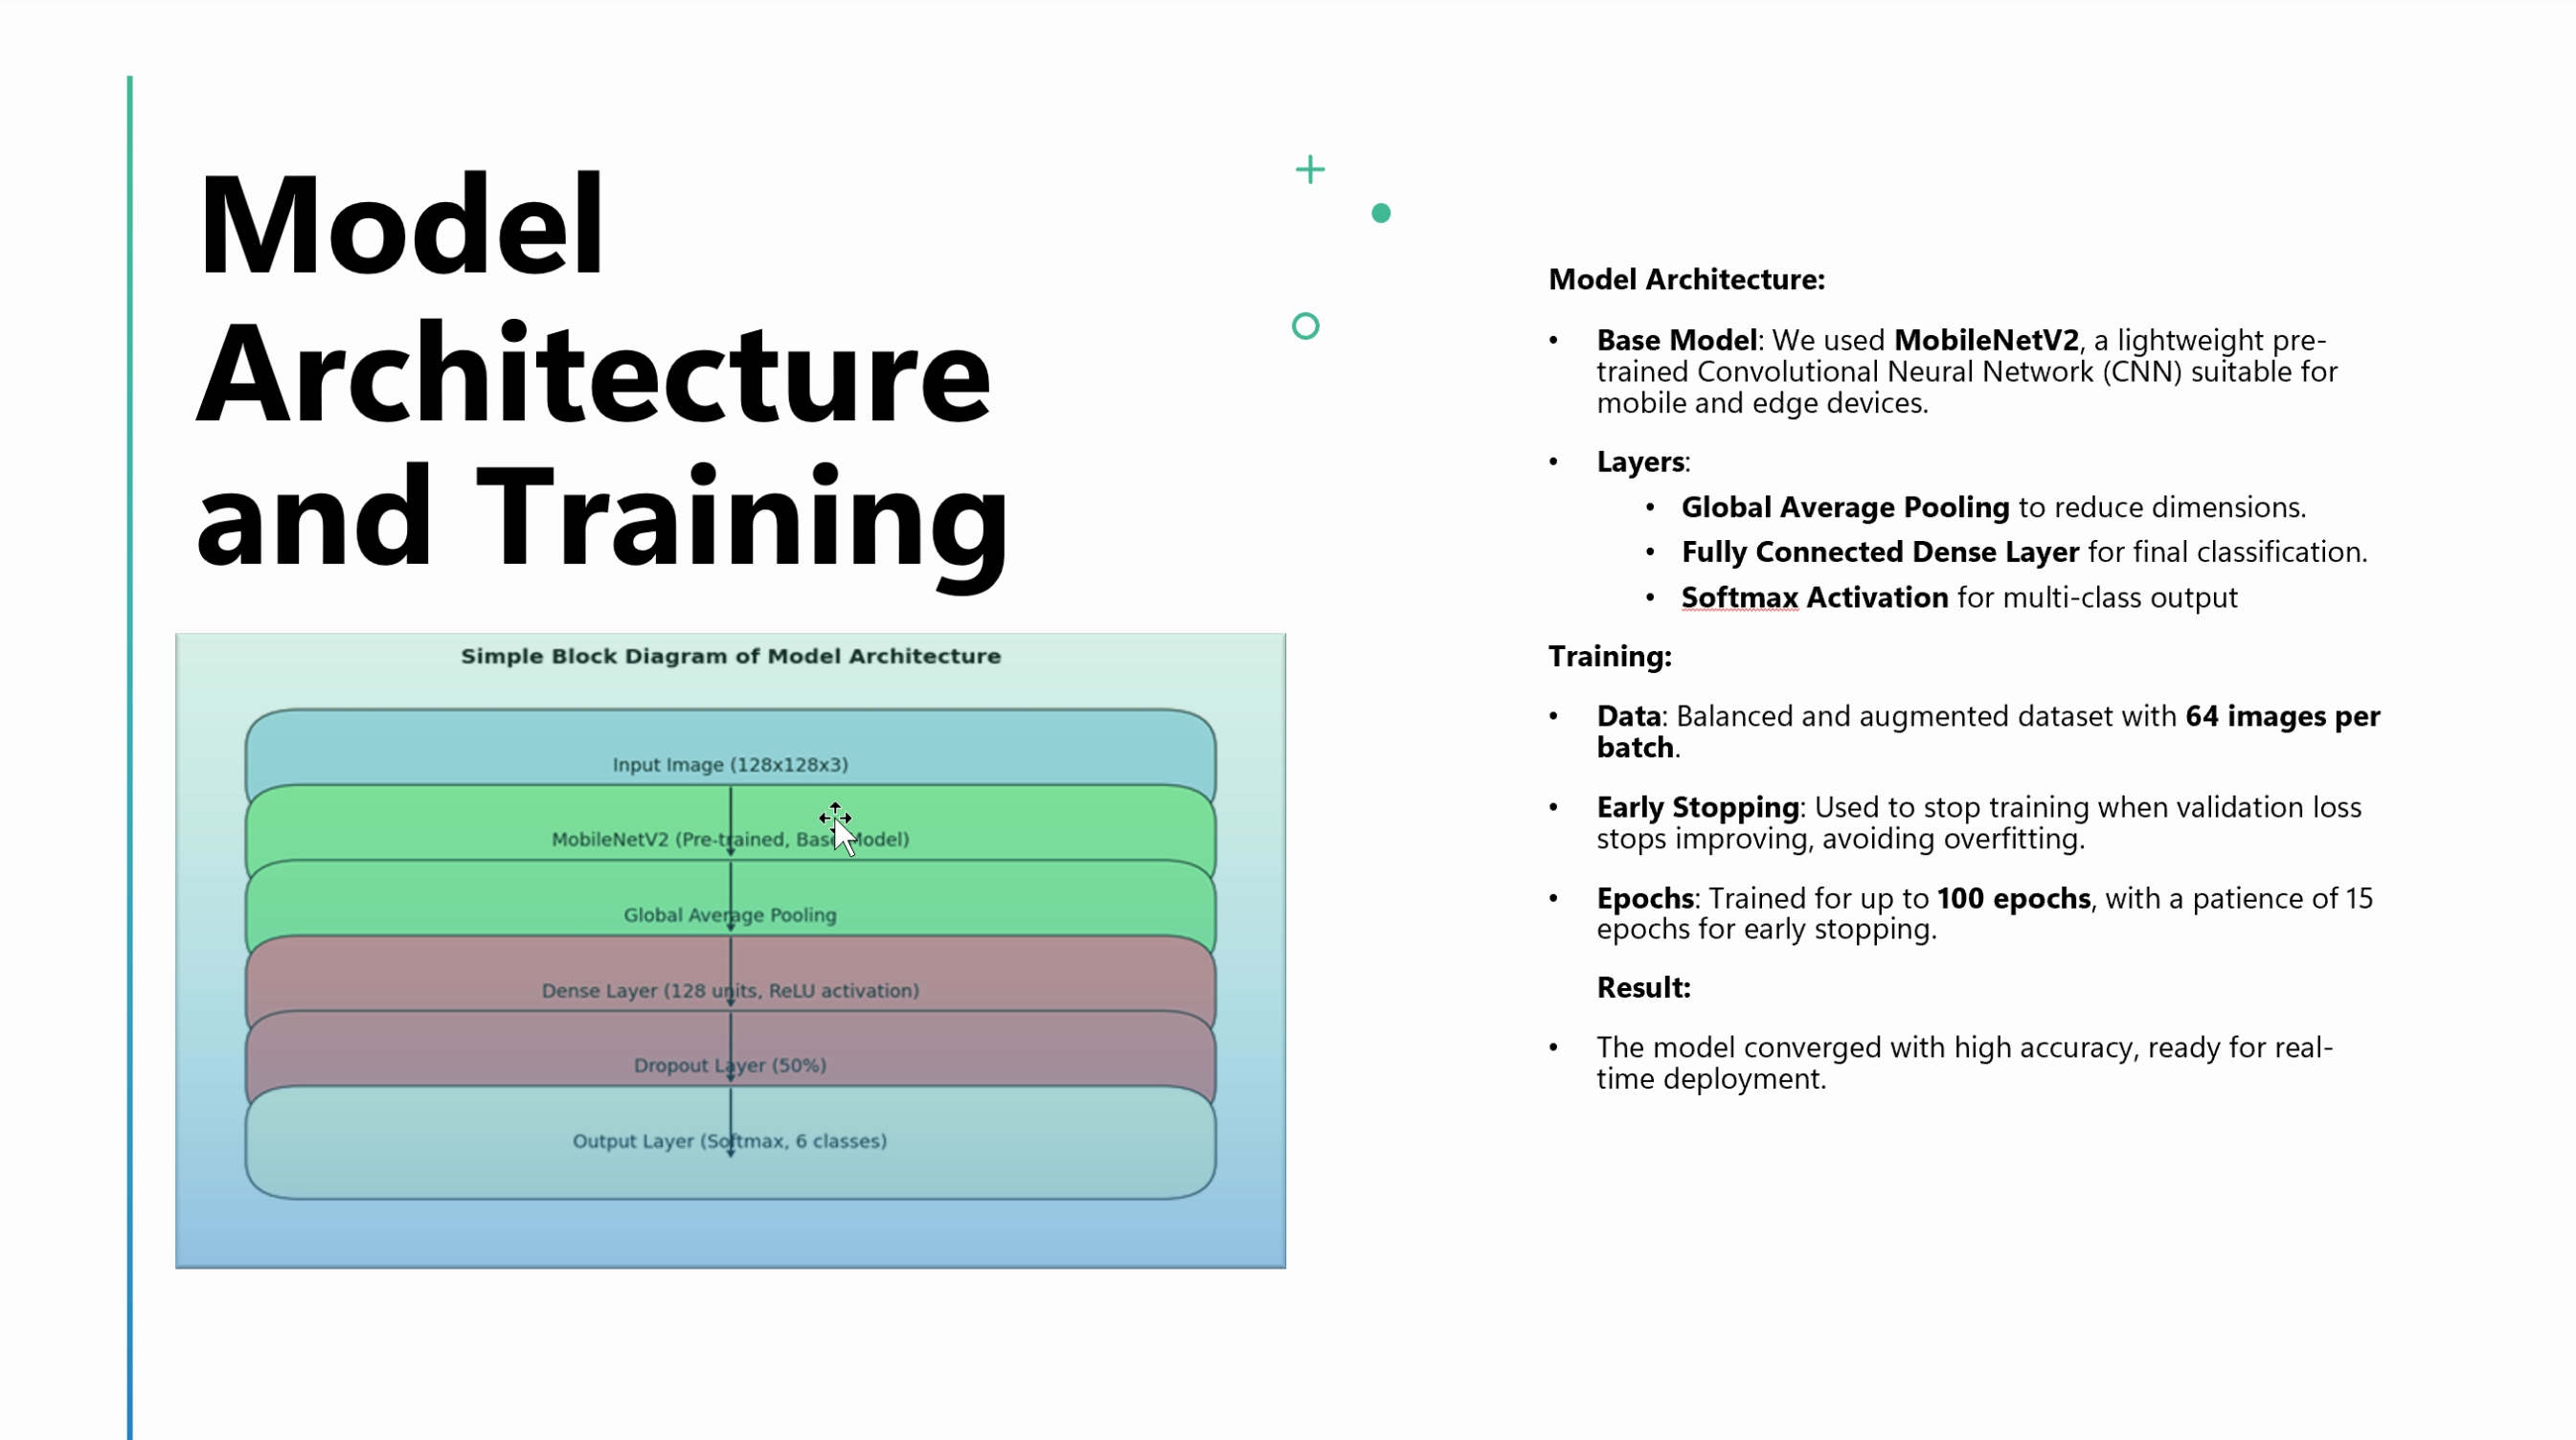 Model
Architecture
and Training
Simple Block Diagram of Model Architecture
Input Image (128x128x3)
MobileNetV2 (Pre-trained, Base Model)
Global Average Pooling
Dense Layer (128 units, ReLU activation)
Dropout Layer (50%)
Output Layer (Softmax, 6 classes)
Model Architecture:
• Base Model: We used MobileNetV2, a lightweight pre-
trained Convolutional Neural Network (CNN) suitable for
mobile and edge devices.
• Layers:
• Global Average Pooling to reduce dimensions.
• Fully Connected Dense Layer for final classification.
• Softmax Activation for multi-class output
Training:
• Data: Balanced and augmented dataset with 64 images per
batch.
• Early Stopping: Used to stop training when validation loss
stops improving, avoiding overfitting.
• Epochs: Trained for up to 100 epochs, with a patience of 15
epochs for early stopping.
Result:
• The model converged with high accuracy, ready for real-
time deployment.